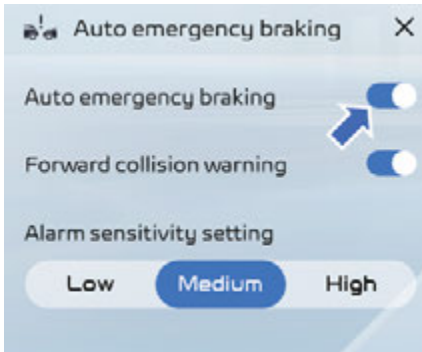 Auto emergency braking
Auto emergency braking
Forward collision warning
Alarm sensitivity setting
Low Medium High